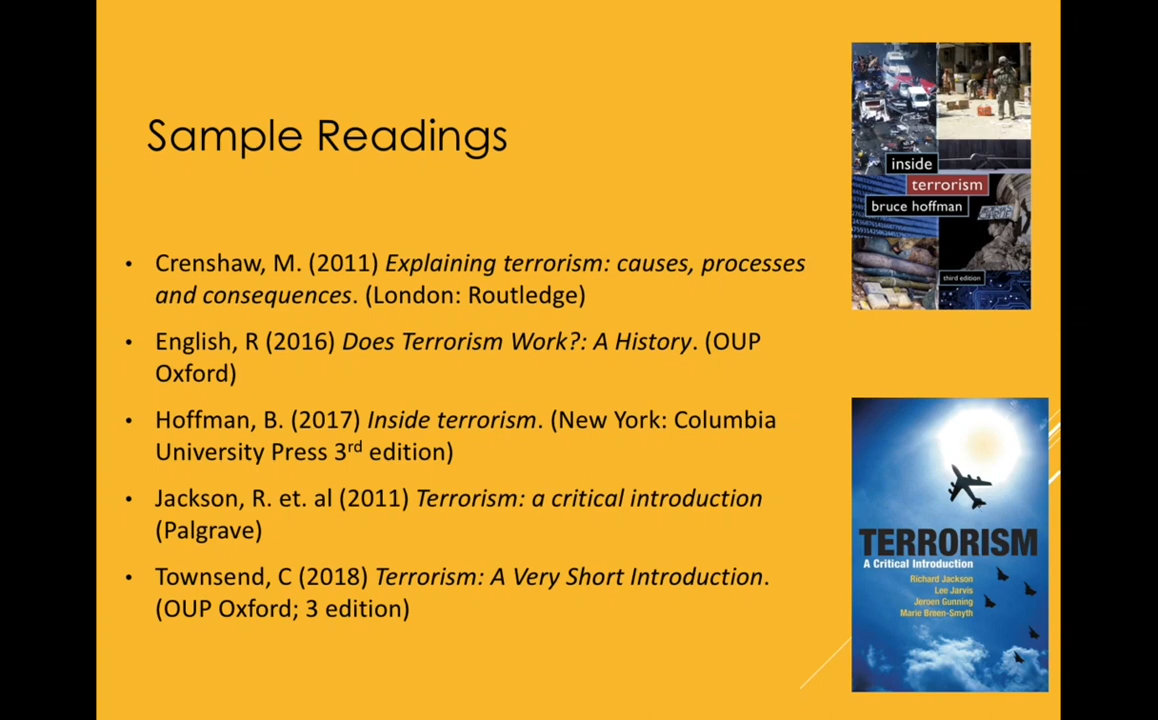 Sample Readings
• Crenshaw, M. (2011) Explaining terrorism: causes, processes
and consequences. (London: Routledge)
• English, R (2016) Does Terrorism Work?: A History. (OUP
Oxford)
• Hoffman, B. (2017) Inside terrorism. (New York: Columbia
University Press 3rd edition)
• Jackson, R. et. al (2011) Terrorism: a critical introduction
(Palgrave)
• Townsend, C (2018) Terrorism: A Very Short Introduction.
(OUP Oxford; 3 edition)
inside
terrorism
bruce hoffman
third edition
TERRORISM
A Critical Introduction
Richard Jackson
Lee Jarvis
Jeroen Gunning
Marie Breen-Smyth